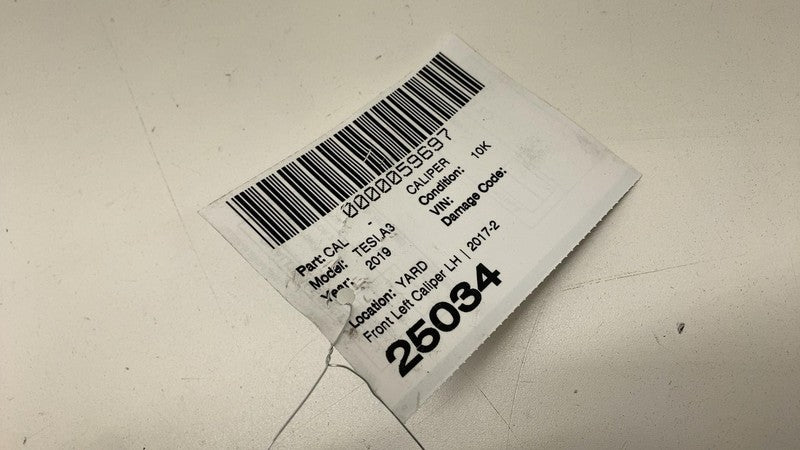 0000059697
Part: CAL - CALIPER
Model: TESLA3 Condition: 10K
Year: 2019 VIN:
Location: YARD Damage Code:
Front Left Caliper LH | 2017-2
25034